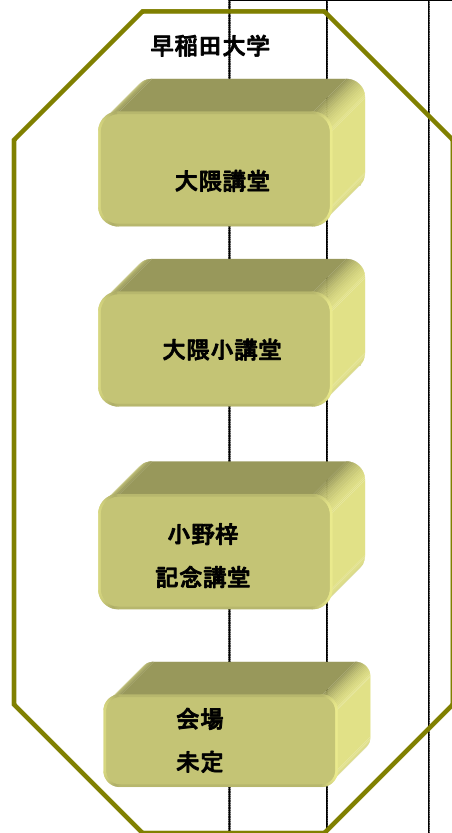 早稲田大学
大隈講堂
大隈小講堂
小野梓
記念講堂
会場
未定